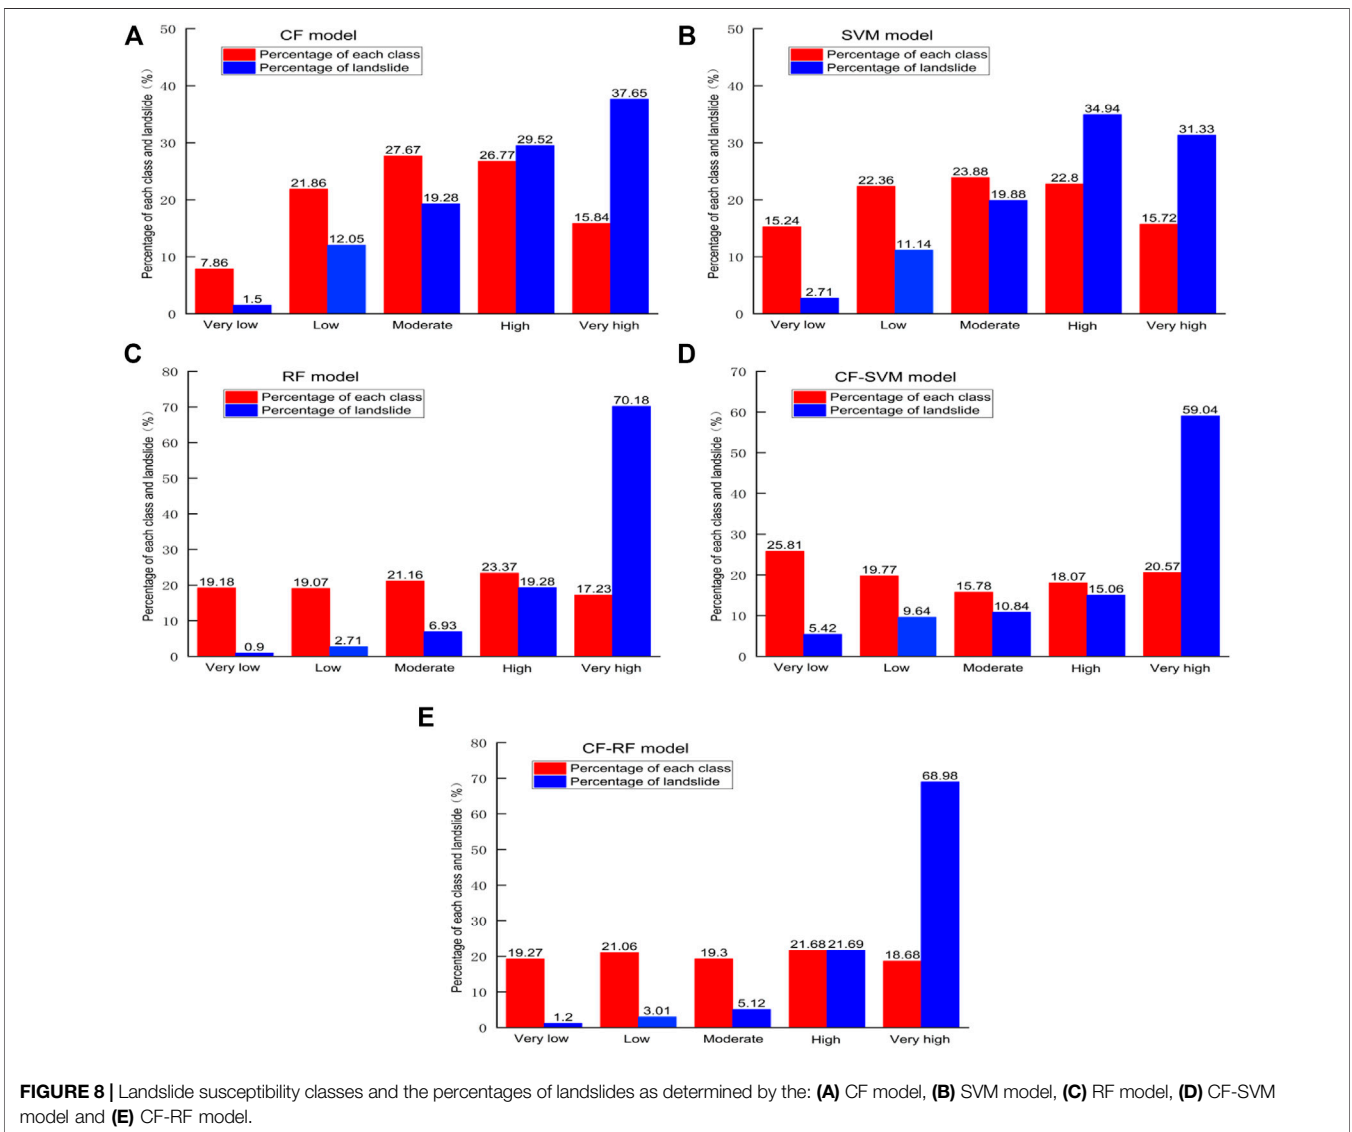 A
CF model
Percentage of each class
Percentage of landslide
Percentage of each class and landslide (%)
50
40
30
20
10
0
7.86
1.5
21.86
12.05
27.67
19.28
26.77
29.52
15.84
37.65
Very low
Low
Moderate
High
Very high
B
SVM model
Percentage of each class
Percentage of landslide
Percentage of each class and landslide (%)
50
40
30
20
10
0
15.24
2.71
22.36
11.14
23.88
19.88
22.8
34.94
15.72
31.33
Very low
Low
Moderate
High
Very high
C
RF model
Percentage of each class
Percentage of landslide
Percentage of each class and landslide (%)
80
70
60
50
40
30
20
10
0
19.18
0.9
19.07
2.71
21.16
6.93
23.37
19.28
17.23
70.18
Very low
Low
Moderate
High
Very high
D
CF-SVM model
Percentage of each class
Percentage of landslide
Percentage of each class and landslide (%)
70
60
50
40
30
20
10
0
25.81
5.42
19.77
9.64
15.78
10.84
18.07
15.06
20.57
59.04
Very low
Low
Moderate
High
Very high
E
CF-RF model
Percentage of each class
Percentage of landslide
Percentage of each class and landslide (%)
80
70
60
50
40
30
20
10
0
19.27
1.2
21.06
3.01
19.3
5.12
21.68
21.69
18.68
68.98
Very low
Low
Moderate
High
Very high
FIGURE 8 | Landslide susceptibility classes and the percentages of landslides as determined by the: (A) CF model, (B) SVM model, (C) RF model, (D) CF-SVM
model and (E) CF-RF model.